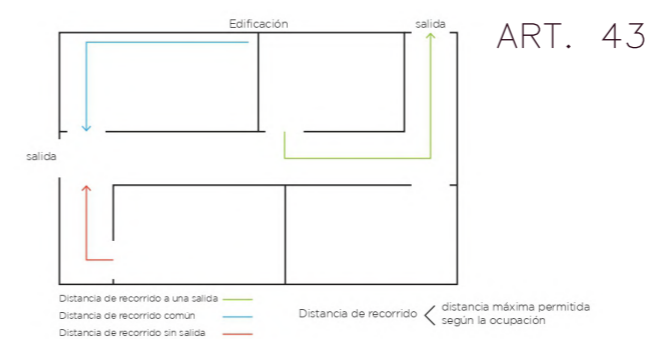 Edificación
salida
ART. 43
salida
Distancia de recorrido a una salida
Distancia de recorrido común
Distancia de recorrido sin salida
Distancia de recorrido <
distancia máxima permitida
según la ocupación